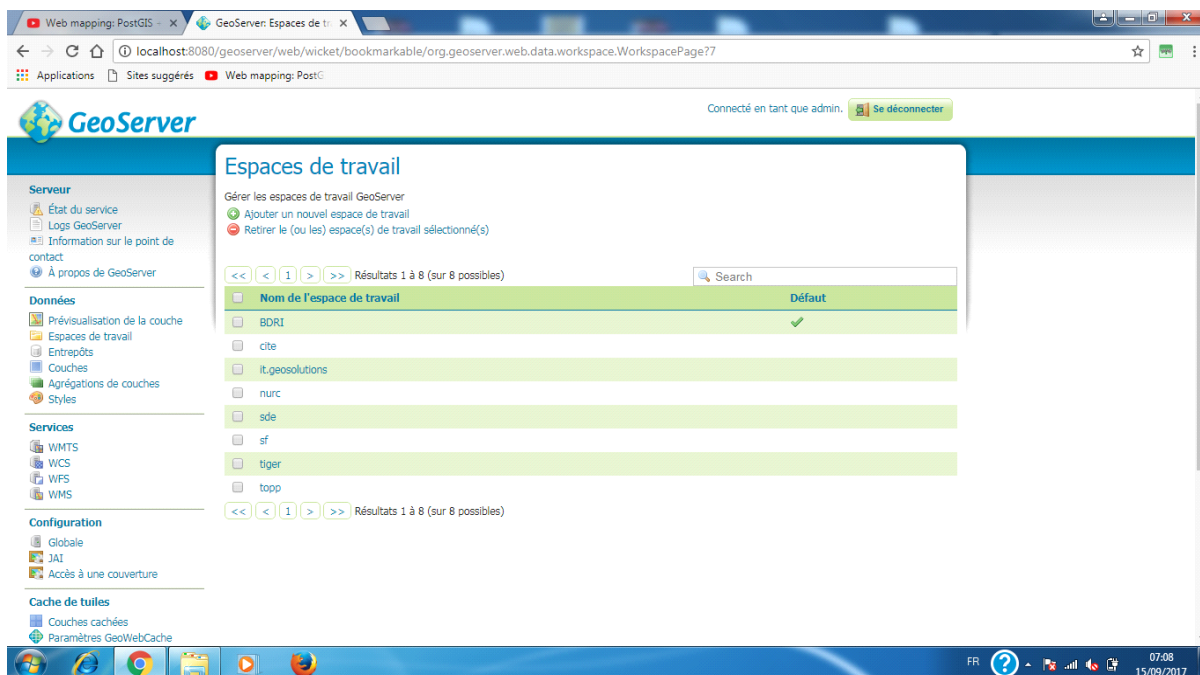 Web mapping: PostGIS -
GeoServer: Espaces de tr
localhost:8080/geoserver/web/wicket/bookmarkable/org.geoserver.web.data.workspace.WorkspacePage?7
Applications Sites suggérés Web mapping: PostG
GeoServer
Connecté en tant que admin. Se déconnecter
Espaces de travail
Gérer les espaces de travail GeoServer
Ajouter un nouvel espace de travail
Retirer le (ou les) espace(s) de travail sélectionné(s)
<< < 1 > >> Résultats 1 à 8 (sur 8 possibles) Search
Nom de l'espace de travail Défaut
BDRI
cite
it.geosolutions
nurc
sde
sf
tiger
topp
<< < 1 > >> Résultats 1 à 8 (sur 8 possibles)
Serveur
État du service
Logs GeoServer
Information sur le point de
contact
À propos de GeoServer
Données
Prévisualisation de la couche
Espaces de travail
Entrepôts
Couches
Agrégations de couches
Styles
Services
WMTS
WCS
WFS
WMS
Configuration
Globale
JAI
Accès à une couverture
Cache de tuiles
Couches cachées
Paramètres GeoWebCache
FR
07:08
15/09/2017